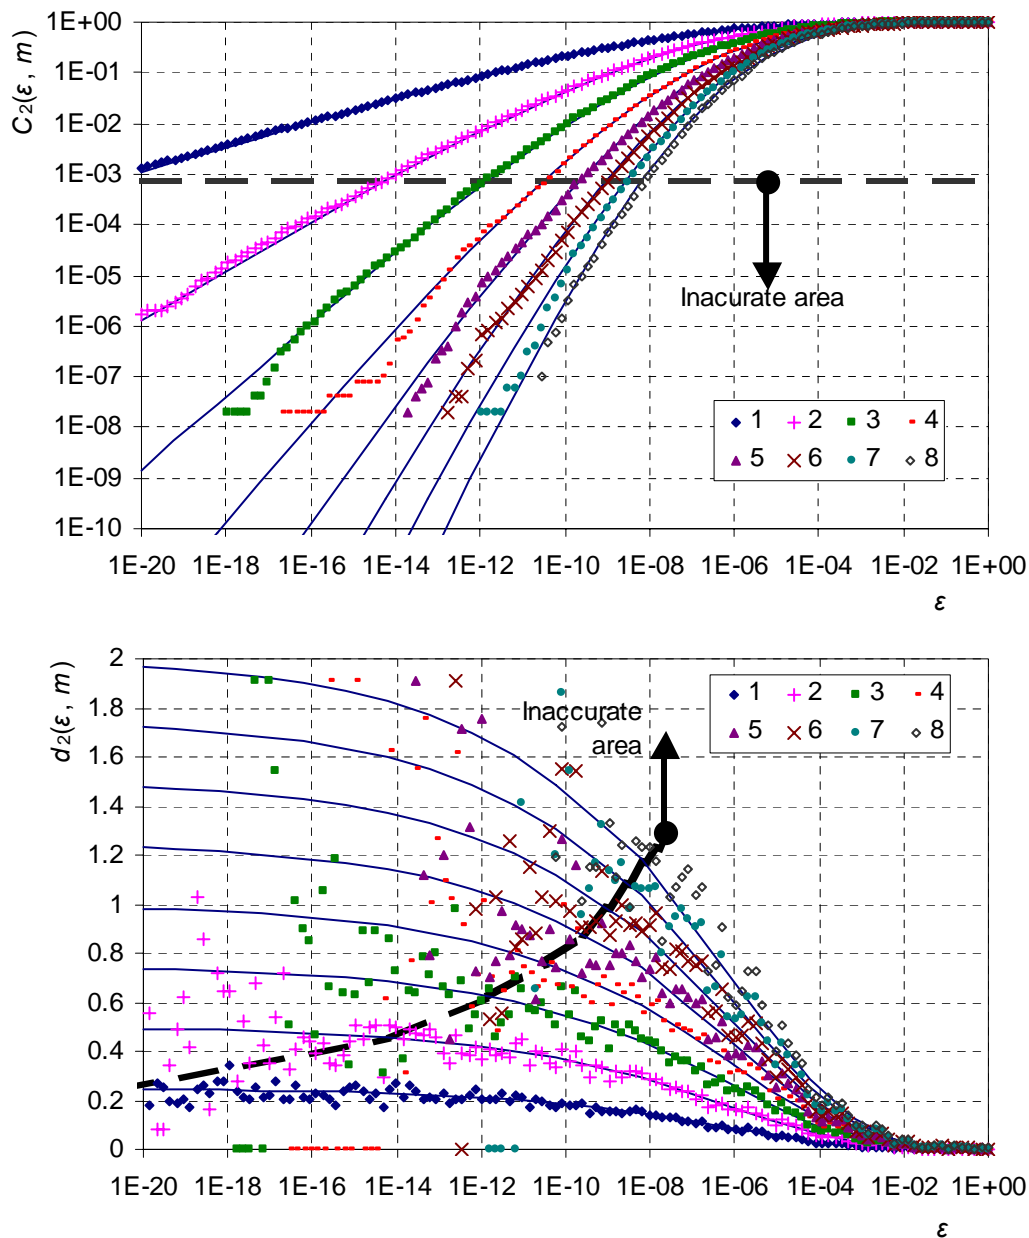 C2(ε, m)
1E+00
1E-01
1E-02
1E-03
1E-04
1E-05
1E-06
1E-07
1E-08
1E-09
1E-10
Inacurate area
1 2 3 4
5 6 7 8
1E-20 1E-18 1E-16 1E-14 1E-12 1E-10 1E-08 1E-06 1E-04 1E-02 1E+00
ε
d2(ε, m)
2
1.8
1.6
1.4
1.2
1
0.8
0.6
0.4
0.2
0
Inaccurate
area
1 2 3 4
5 6 7 8
1E-20 1E-18 1E-16 1E-14 1E-12 1E-10 1E-08 1E-06 1E-04 1E-02 1E+00
ε